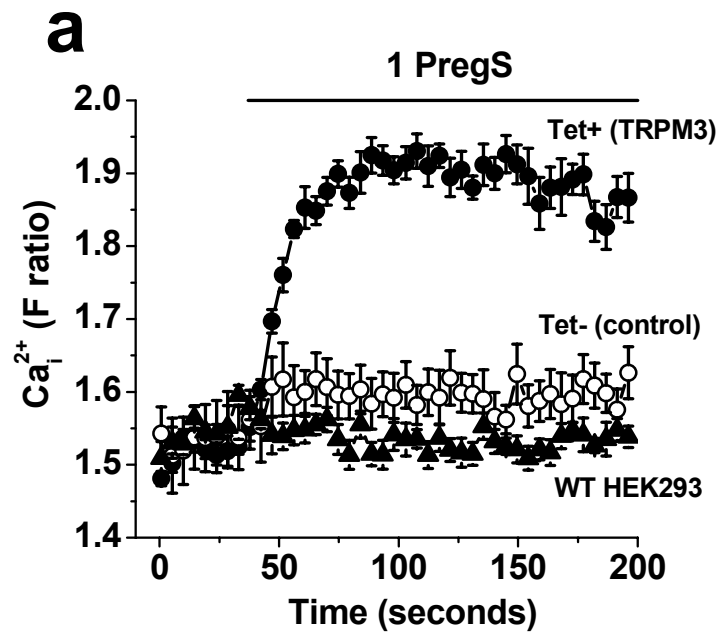 a
1 PregS
2.0
Tet+ (TRPM3)
1.9
1.8
1.7
Tet- (control)
1.6
1.5
WT HEK293
1.4
Ca²⁺ᵢ (F ratio)
0 50 100 150 200
Time (seconds)